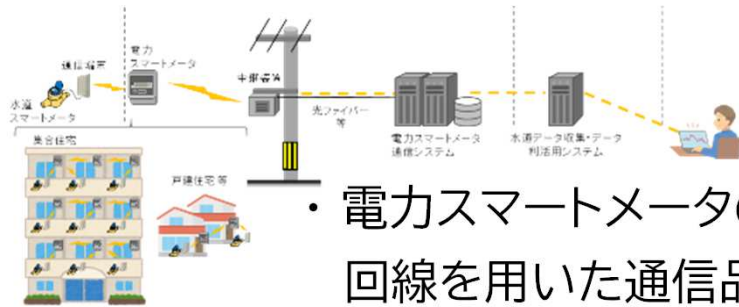 通信端末
電力
スマートメータ
中継装置
水道
スマートメータ
光ファイバー
等
電力スマートメータ
通信システム
水道データ収集・データ
利活用システム
集合住宅
戸建住宅等
・電力スマートメータの
回線を用いた通信品